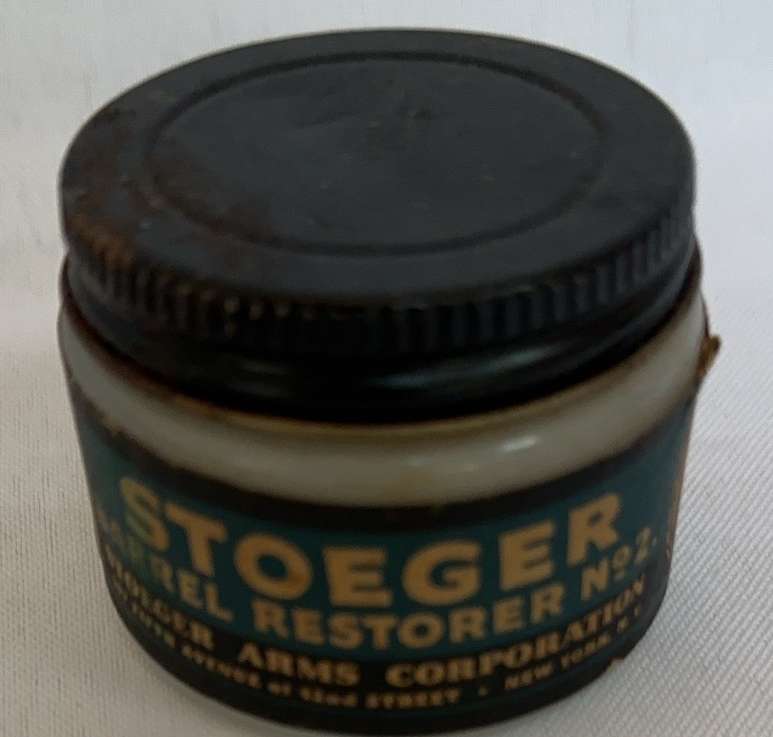 STOEGER
BARREL RESTORER Nº 2.
STOEGER ARMS CORPORATION
FIFTH AVENUE at 42nd STREET • NEW YORK, N. Y.